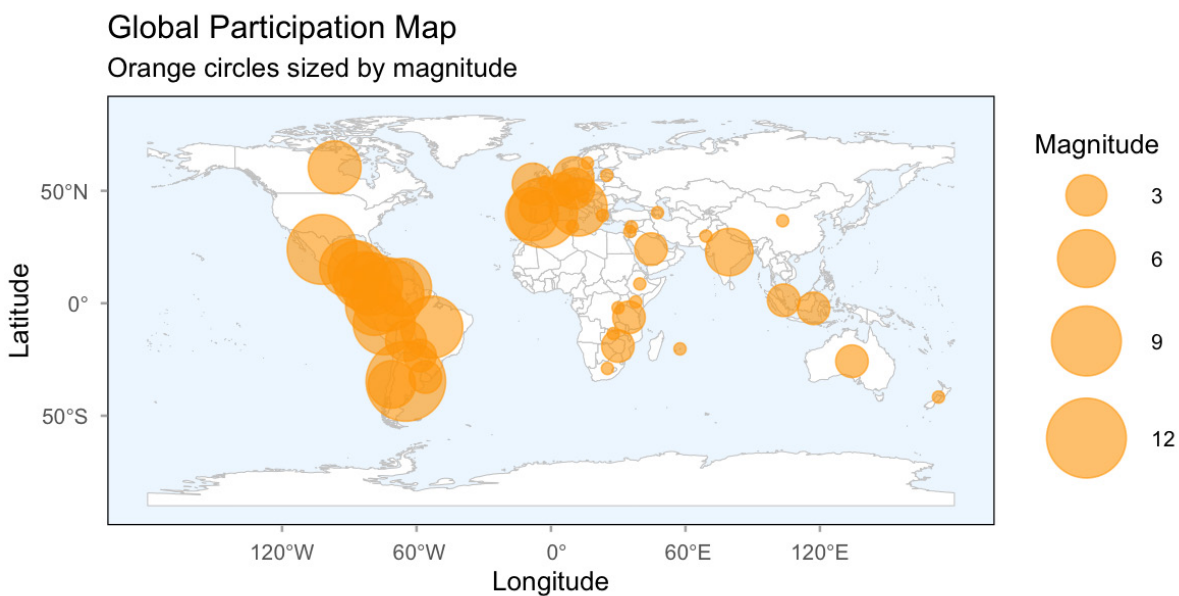 Global Participation Map
Orange circles sized by magnitude
Magnitude
3
6
9
12
50°N
0°
50°S
Latitude
120°W 60°W 0° 60°E 120°E
Longitude